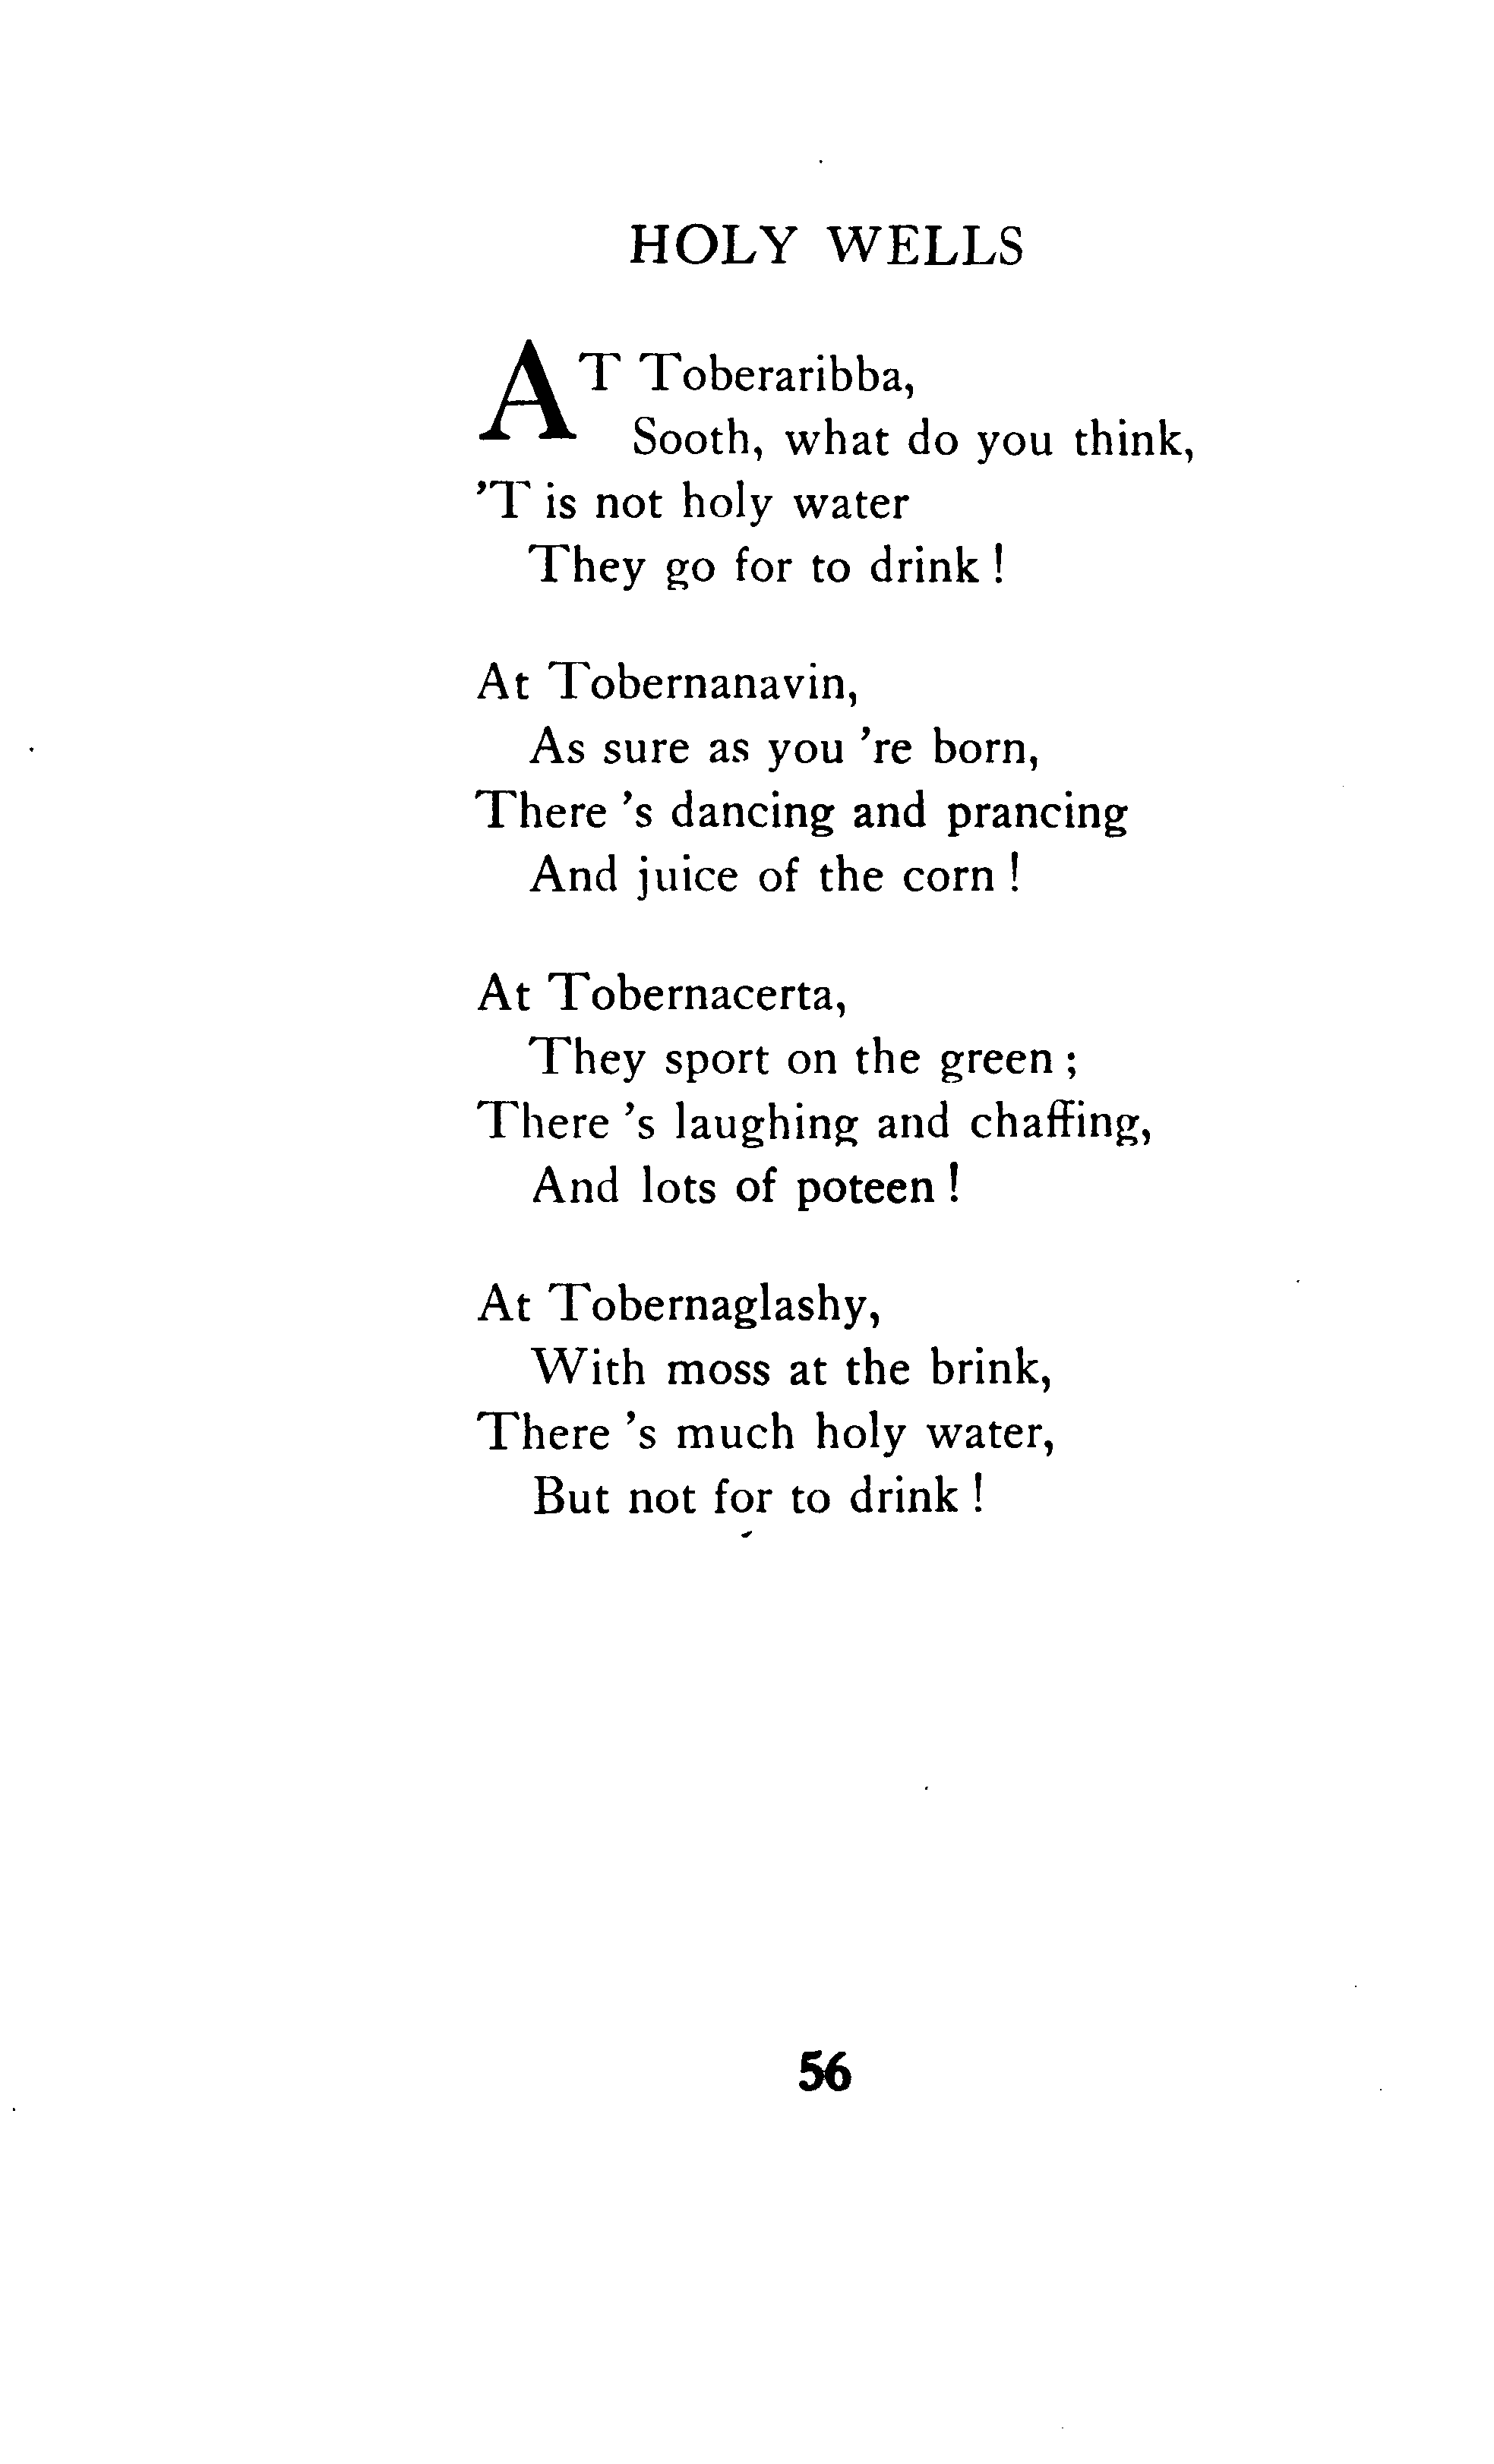 HOLY WELLS
AT Toberaribba,
Sooth, what do you think,
’T is not holy water
They go for to drink !
At Tobernanavin,
As sure as you ’re born,
There ’s dancing and prancing
And juice of the corn !
At Tobernacerta,
They sport on the green ;
There ’s laughing and chaffing,
And lots of poteen !
At Tobernaglashy,
With moss at the brink,
There ’s much holy water,
But not for to drink !
56